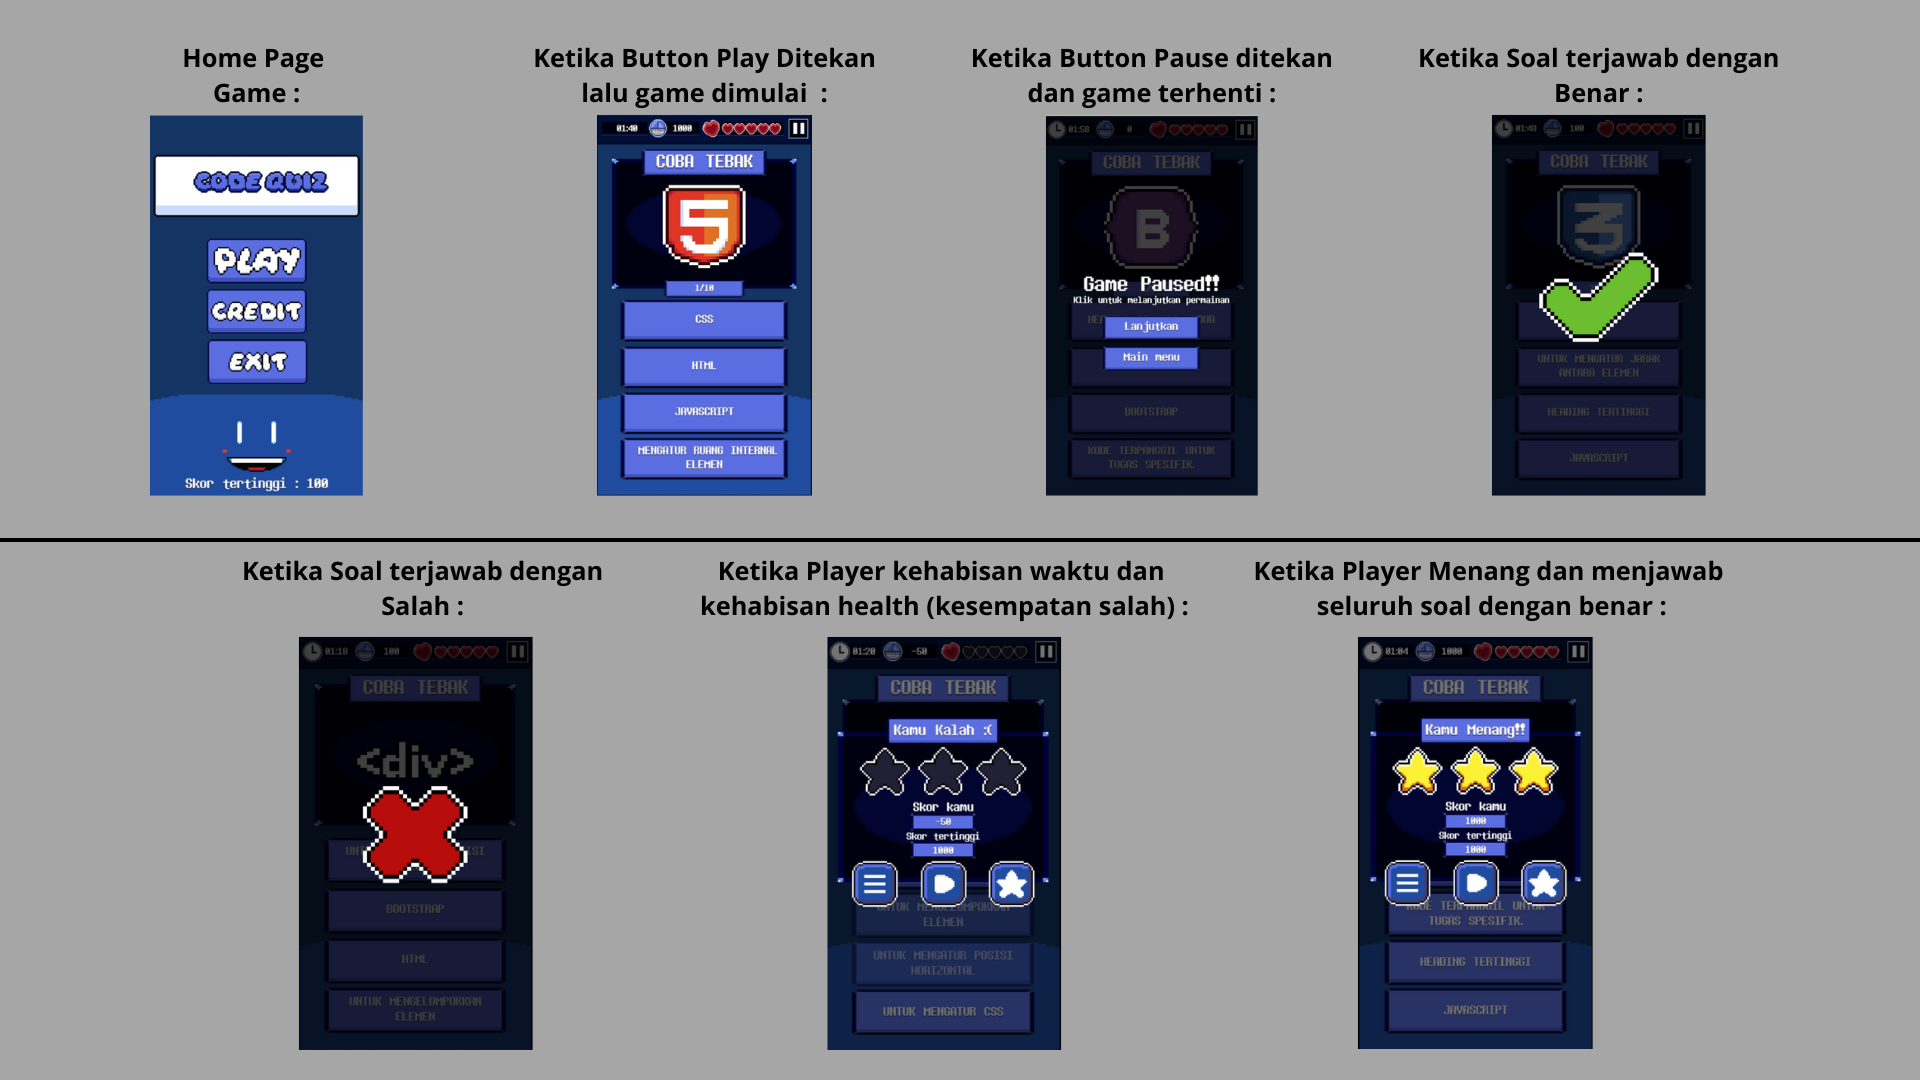 Home Page
Game :
CODE QUIZ
PLAY
CREDIT
EXIT
Skor tertinggi : 100
Ketika Button Play Ditekan
lalu game dimulai :
01:40 1000
COBA TEBAK
5
1/10
CSS
HTML
JAVASCRIPT
MENGATUR RUANG INTERNAL
ELEMEN
Ketika Button Pause ditekan
dan game terhenti :
01:58 0
COBA TEBAK
B
Game Paused!!
Klik untuk melanjutkan permainan
Lanjutkan
Main menu
BOOTSTRAP
KODE TERPANGGIL UNTUK
TUGAS SPESIFIK.
Ketika Soal terjawab dengan
Benar :
01:48 100
COBA TEBAK
3
UNTUK MENGATUR JARAK
ANTARA ELEMEN
HEADING TERTINGGI
JAVASCRIPT
Ketika Soal terjawab dengan
Salah :
01:18 100
COBA TEBAK
<div>
BOOTSTRAP
HTML
UNTUK MENGELOMPOKKAN
ELEMEN
Ketika Player kehabisan waktu dan
kehabisan health (kesempatan salah) :
01:20 -50
COBA TEBAK
Kamu Kalah :(
Skor kamu
-50
Skor tertinggi
1000
UNTUK MENGELOMPOKKAN
ELEMEN
UNTUK MENGATUR POSISI
HORIZONTAL
UNTUK MENGATUR CSS
Ketika Player Menang dan menjawab
seluruh soal dengan benar :
01:04 1000
COBA TEBAK
Kamu Menang!!
Skor kamu
1000
Skor tertinggi
1000
KODE TERPANGGIL UNTUK
TUGAS SPESIFIK.
HEADING TERTINGGI
JAVASCRIPT